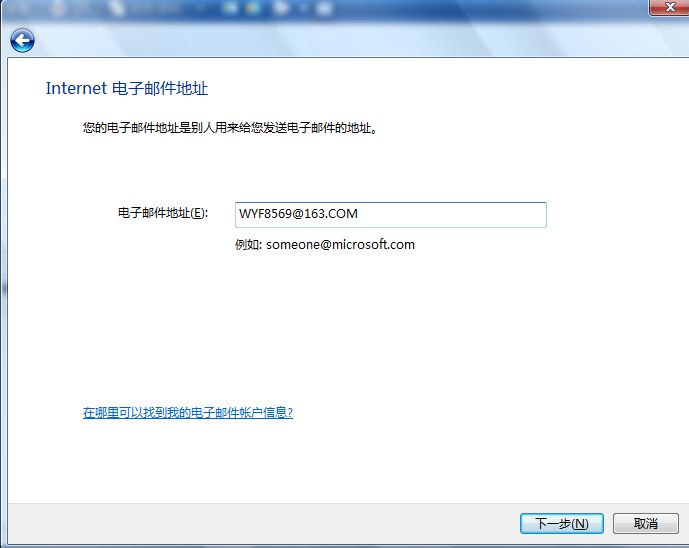 Internet 电子邮件地址
您的电子邮件地址是别人用来给您发送电子邮件的地址。
电子邮件地址(E): WYF8569@163.COM
例如: someone@microsoft.com
在哪里可以找到我的电子邮件帐户信息?
下一步(N) 取消